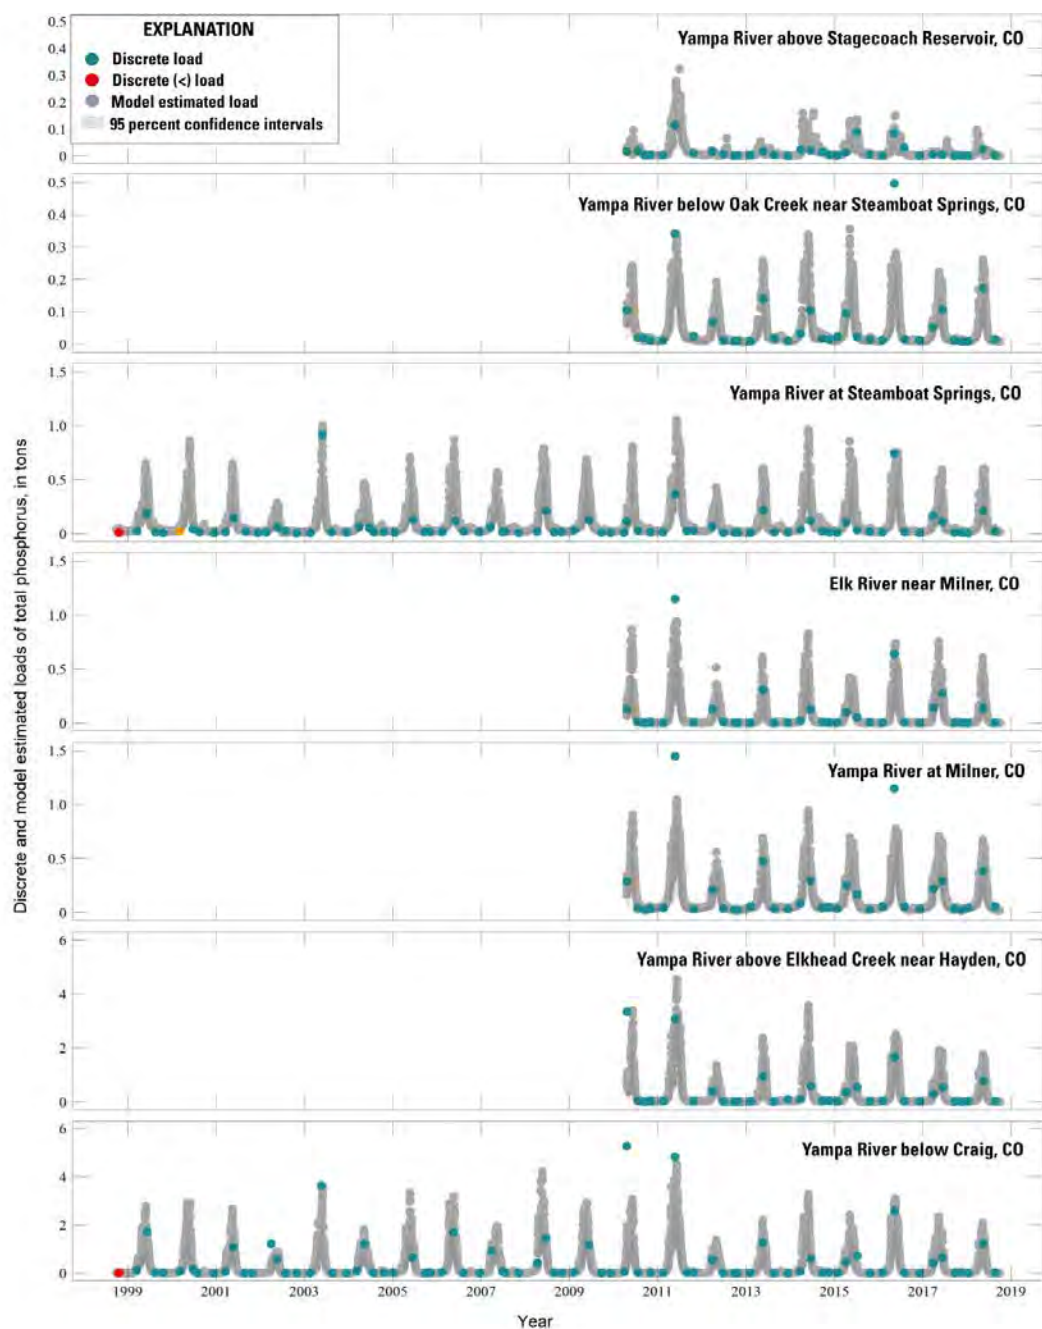 EXPLANATION
Discrete load
Discrete (<) load
Model estimated load
95 percent confidence intervals
Discrete and model estimated loads of total phosphorus, in tons
Yampa River above Stagecoach Reservoir, CO
0.5
0.4
0.3
0.2
0.1
0
Yampa River below Oak Creek near Steamboat Springs, CO
0.5
0.4
0.3
0.2
0.1
0
Yampa River at Steamboat Springs, CO
1.5
1.0
0.5
0
Elk River near Milner, CO
1.5
1.0
0.5
0
Yampa River at Milner, CO
1.5
1.0
0.5
0
Yampa River above Elkhead Creek near Hayden, CO
6
4
2
0
Yampa River below Craig, CO
6
4
2
0
1999 2001 2003 2005 2007 2009 2011 2013 2015 2017 2019
Year